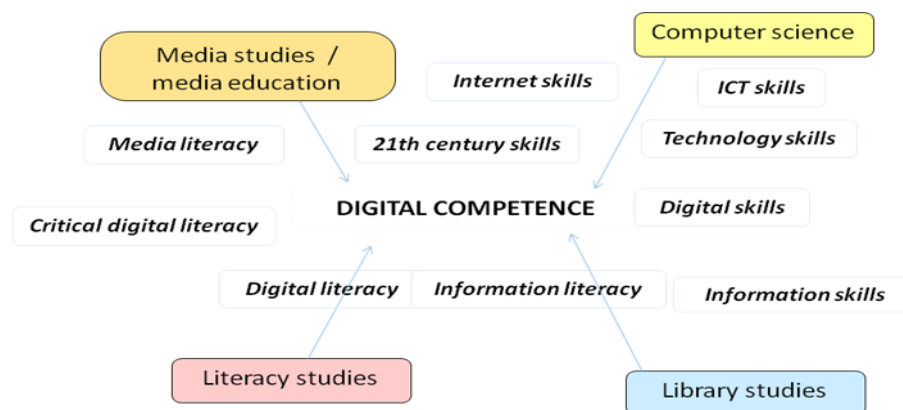 Computer science
Media studies /
media education
Internet skills
ICT skills
Media literacy
21th century skills
Technology skills
DIGITAL COMPETENCE
Digital skills
Critical digital literacy
Digital literacy
Information literacy
Information skills
Literacy studies
Library studies